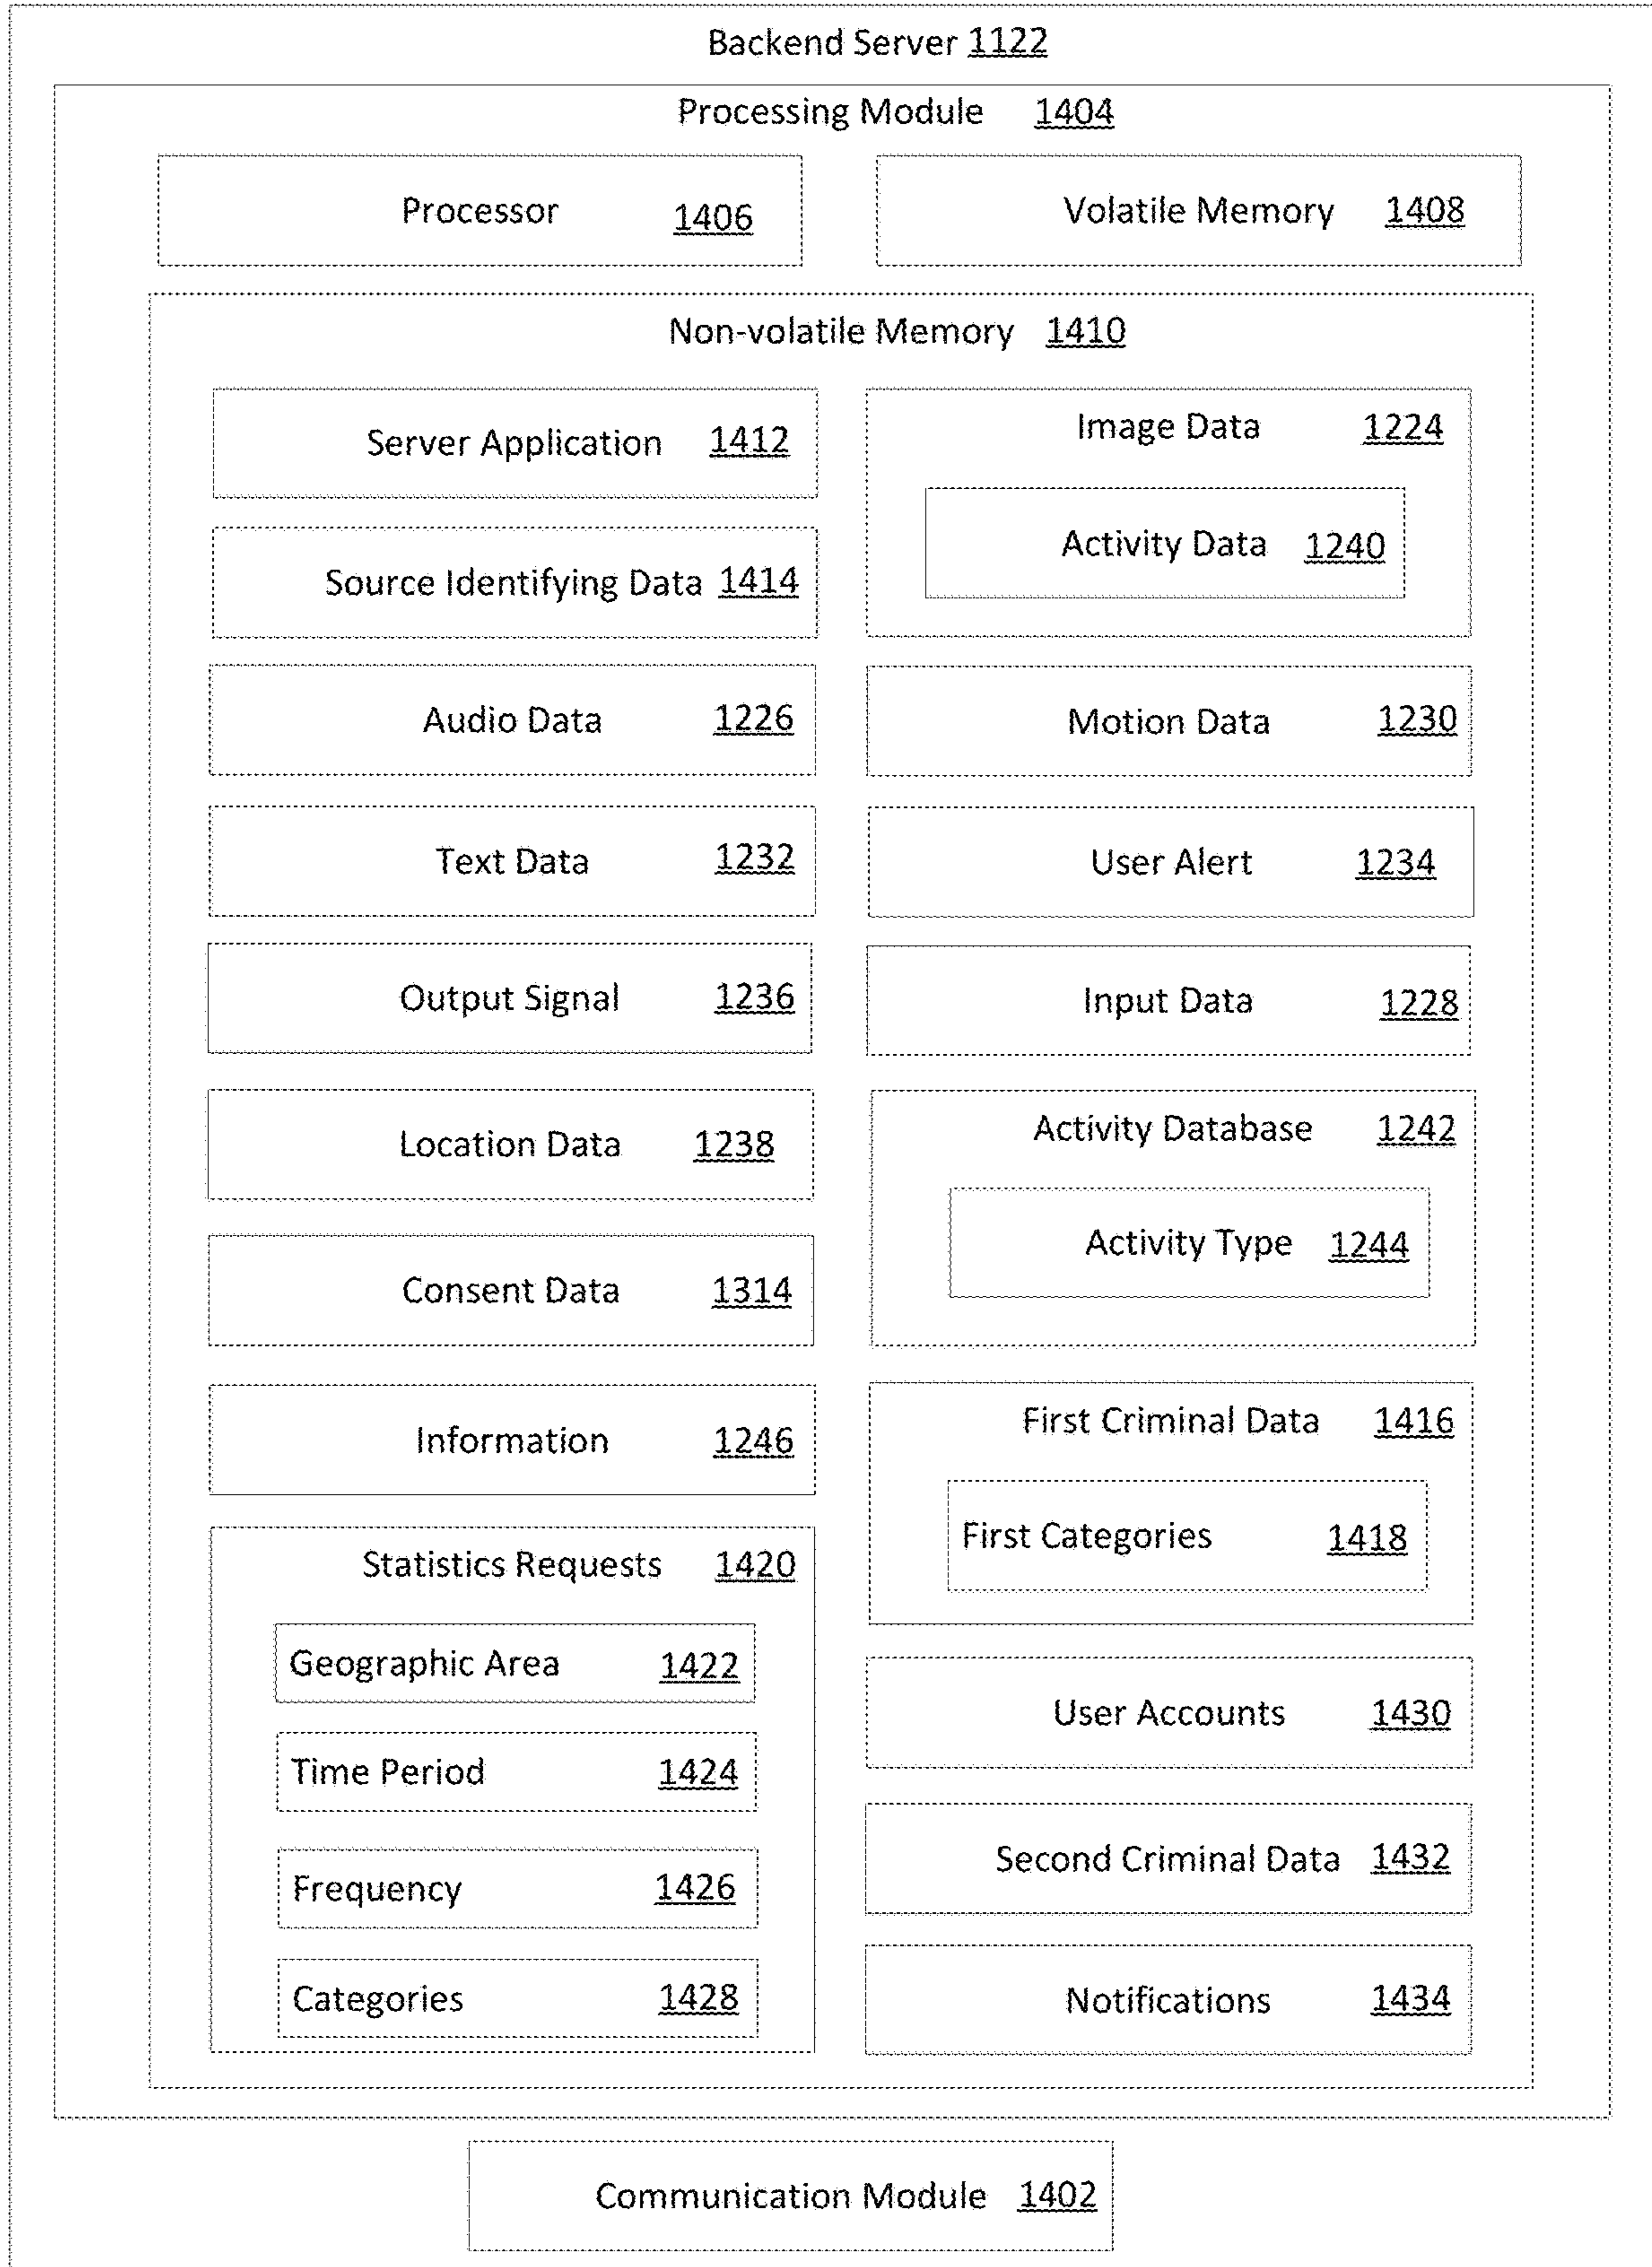 Backend Server 1122
Processing Module 1404
Processor 1406
Volatile Memory 1408
Non-volatile Memory 1410
Server Application 1412
Image Data 1224
Activity Data 1240
Source Identifying Data 1414
Audio Data 1226
Motion Data 1230
Text Data 1232
User Alert 1234
Output Signal 1236
Input Data 1228
Location Data 1238
Activity Database 1242
Activity Type 1244
Consent Data 1314
Information 1246
First Criminal Data 1416
First Categories 1418
Statistics Requests 1420
Geographic Area 1422
Time Period 1424
Frequency 1426
Categories 1428
User Accounts 1430
Second Criminal Data 1432
Notifications 1434
Communication Module 1402